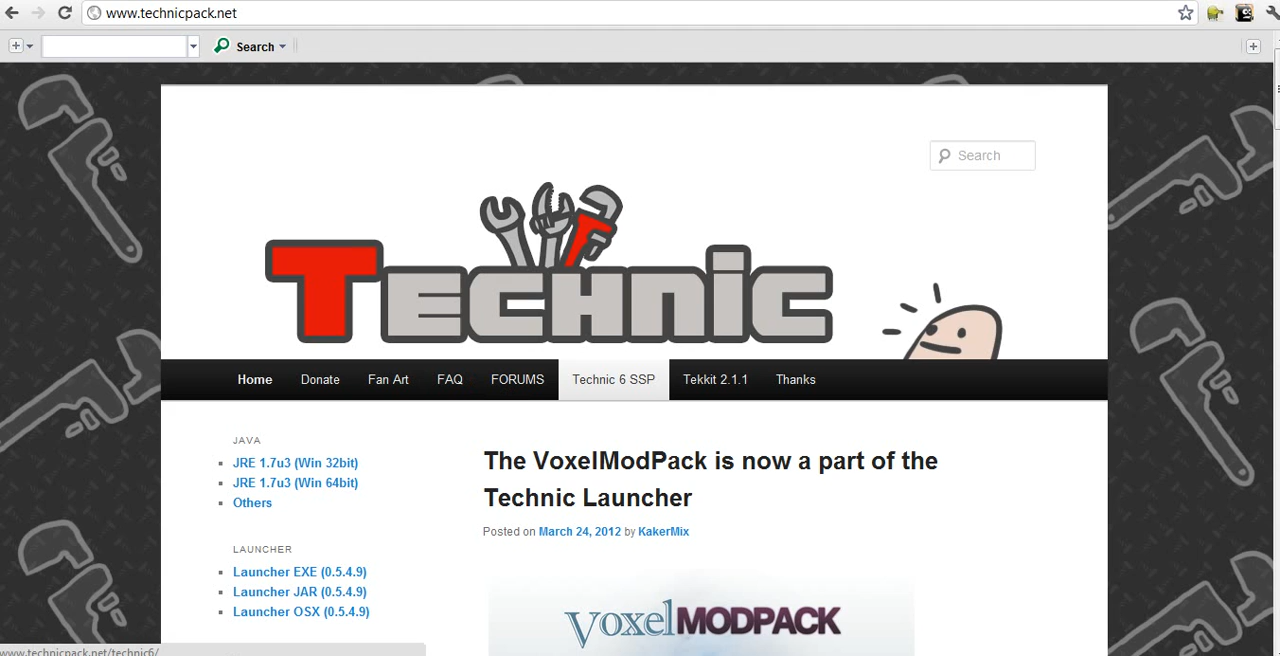 www.technicpack.net
Search
Search
TECHNIC
Home Donate Fan Art FAQ FORUMS Technic 6 SSP Tekkit 2.1.1 Thanks
JAVA
JRE 1.7u3 (Win 32bit)
JRE 1.7u3 (Win 64bit)
Others
LAUNCHER
Launcher EXE (0.5.4.9)
Launcher JAR (0.5.4.9)
Launcher OSX (0.5.4.9)
The VoxelModPack is now a part of the
Technic Launcher
Posted on March 24, 2012 by KakerMix
Voxel MODPACK
www.technicpack.net/technic6/